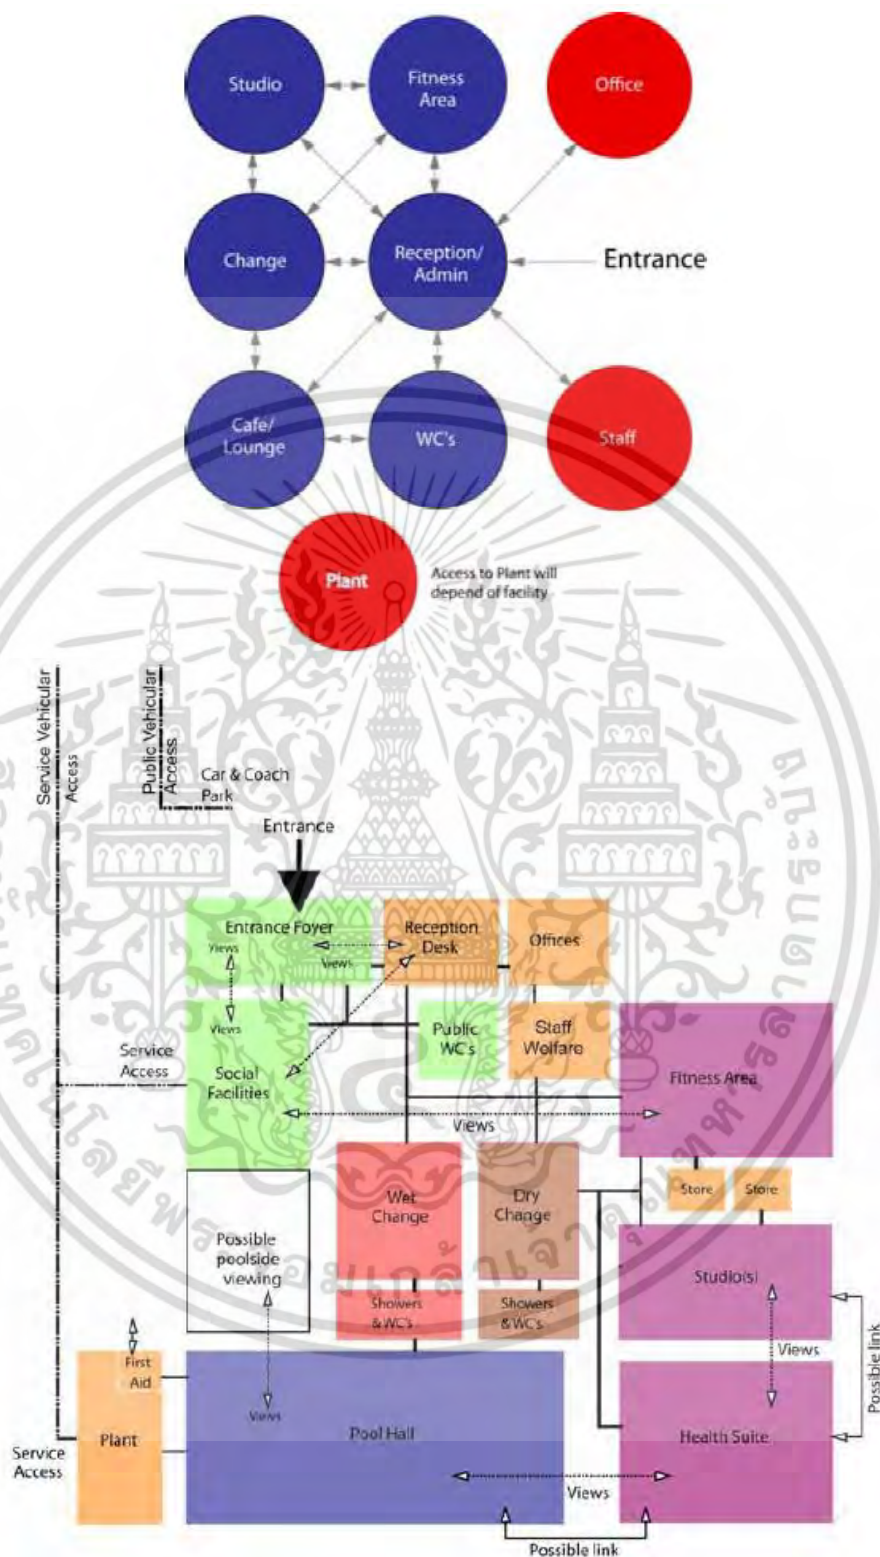 Studio
Fitness
Area
Office
Change
Reception/
Admin
Entrance
Cafe/
Lounge
WC's
Staff
Plant
Access to Plant will
depend of facility
Service Vehicular
Access
Public Vehicular
Access
Car & Coach
Park
Entrance
Entrance Foyer
Views
Views
Reception
Desk
Offices
Views
Social
Facilities
Public
WC's
Staff
Welfare
Fitness Area
Service
Access
Views
Wet
Change
Dry
Change
Store
Store
Possible
poolside
viewing
Showers
& WC's
Showers
& WC's
Studio(s)
Views
Possible link
First
Aid
Plant
Views
Pool Hall
Health Suite
Service
Access
Views
Possible link